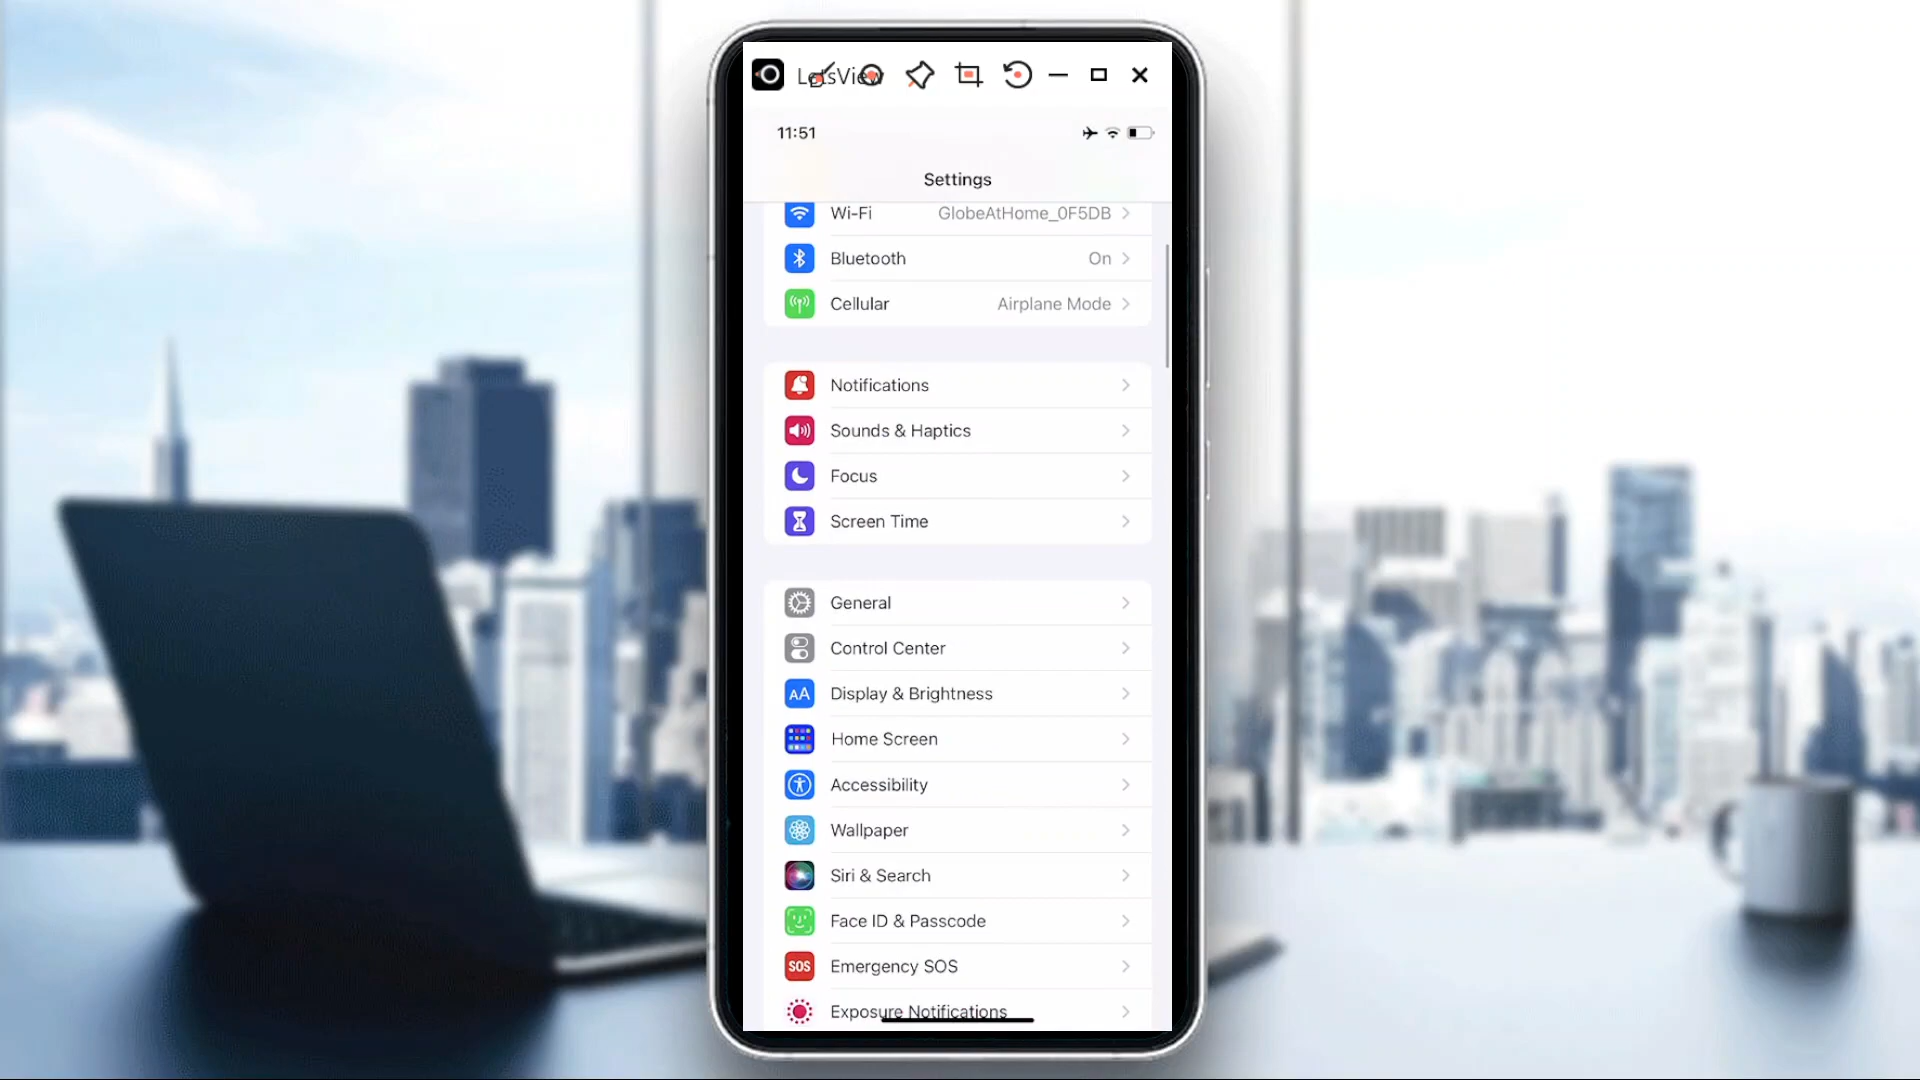 LetsView
11:51
Settings
Wi-Fi GlobeAtHome_0F5DB
Bluetooth On
Cellular Airplane Mode
Notifications
Sounds & Haptics
Focus
Screen Time
General
Control Center
AA Display & Brightness
Home Screen
Accessibility
Wallpaper
Siri & Search
Face ID & Passcode
SOS Emergency SOS
Exposure Notifications